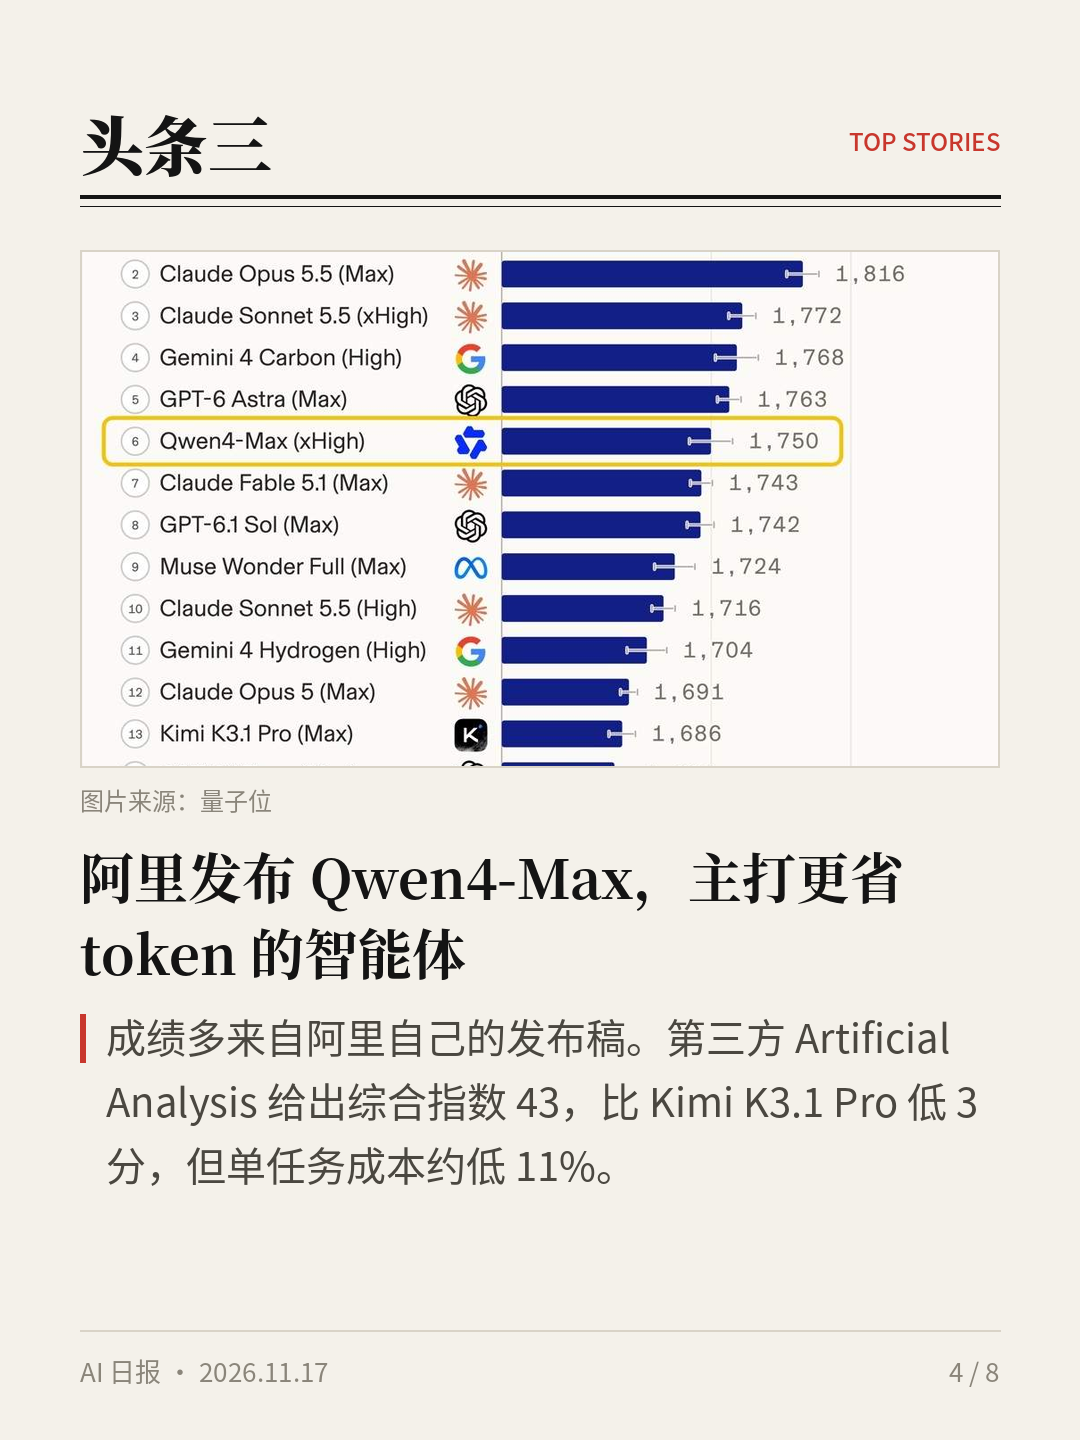 头条三
TOP STORIES
2 Claude Opus 5.5 (Max) 1,816
3 Claude Sonnet 5.5 (xHigh) 1,772
4 Gemini 4 Carbon (High) 1,768
5 GPT-6 Astra (Max) 1,763
6 Qwen4-Max (xHigh) 1,750
7 Claude Fable 5.1 (Max) 1,743
8 GPT-6.1 Sol (Max) 1,742
9 Muse Wonder Full (Max) 1,724
10 Claude Sonnet 5.5 (High) 1,716
11 Gemini 4 Hydrogen (High) 1,704
12 Claude Opus 5 (Max) 1,691
13 Kimi K3.1 Pro (Max) 1,686
图片来源：量子位
阿里发布 Qwen4-Max，主打更省
token 的智能体
成绩多来自阿里自己的发布稿。第三方 Artificial
Analysis 给出综合指数 43，比 Kimi K3.1 Pro 低 3
分，但单任务成本约低 11%。
AI 日报 · 2026.11.17
4 / 8